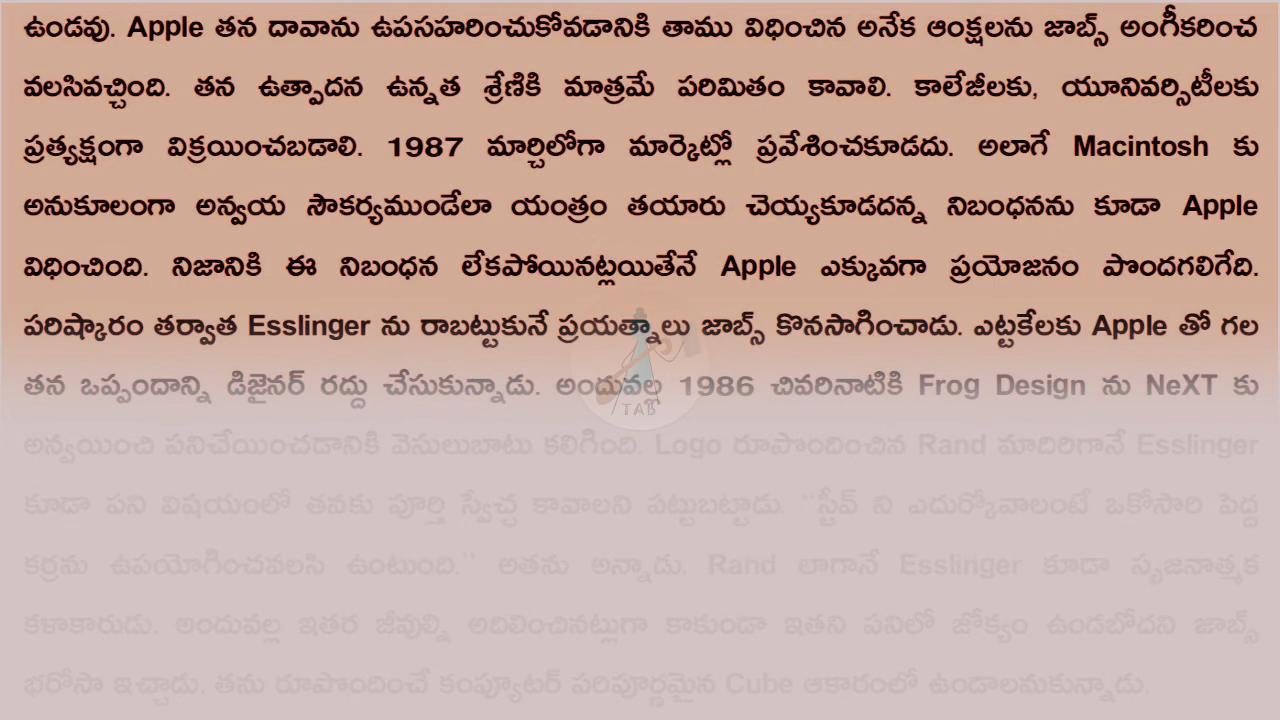 ఉండవు. Apple తన దావాను ఉపసహరించుకోవడానికి తాము విధించిన అనేక ఆంక్షలను జాబ్స్ అంగీకరించ
వలసివచ్చింది. తన ఉత్పాదన ఉన్నత శ్రేణికి మాత్రమే పరిమితం కావాలి. కాలేజీలకు, యూనివర్సిటీలకు
ప్రత్యక్షంగా విక్రయించబడాలి. 1987 మార్చిలోగా మార్కెట్లో ప్రవేశించకూడదు. అలాగే Macintosh కు
అనుకూలంగా అన్వయ సౌకర్యముండేలా యంత్రం తయారు చెయ్యకూడదన్న నిబంధనను కూడా Apple
విధించింది. నిజానికి ఈ నిబంధన లేకపోయినట్లయితేనే Apple ఎక్కువగా ప్రయోజనం పొందగలిగేది.
పరిష్కారం తర్వాత Esslinger ను రాబట్టుకునే ప్రయత్నాలు జాబ్స్ కొనసాగించాడు. ఎట్టకేలకు Apple తో గల
తన ఒప్పందాన్ని డిజైనర్ రద్దు చేసుకున్నాడు. అందువల్ల 1986 చివరినాటికి Frog Design ను NeXT కు
TAB
అన్వయించి పనిచేయించడానికి వెసులుబాటు కలిగింది. Logo రూపొందించిన Rand మాదిరిగానే Esslinger
కూడా పని విషయంలో తనకు పూర్తి స్వేచ్ఛ కావాలని పట్టుబట్టాడు. ‘‘స్టీవ్ ని ఎదుర్కోవాలంటే ఒకోసారి పెద్ద
కర్రను ఉపయోగించవలసి ఉంటుంది.’’ అతను అన్నాడు. Rand లాగానే Esslinger కూడా సృజనాత్మక
కళాకారుడు. అందువల్ల ఇతర జీవుల్ని అదిలించినట్లుగా కాకుండా ఇతని పనిలో జోక్యం ఉండబోదని జాబ్స్
భరోసా ఇచ్చాడు. తను రూపొందించే కంప్యూటర్ పరిపూర్ణమైన Cube ఆకారంలో ఉండాలనుకున్నాడు.